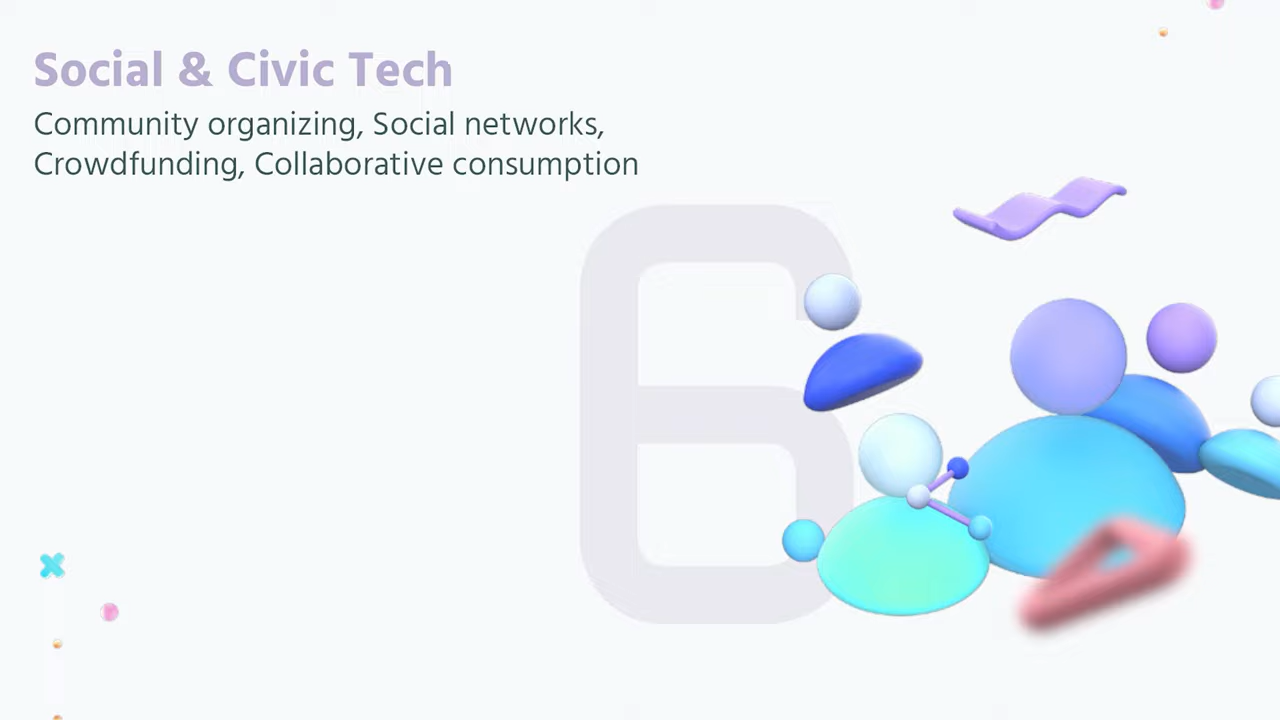 Social & Civic Tech
Community organizing, Social networks,
Crowdfunding, Collaborative consumption
6